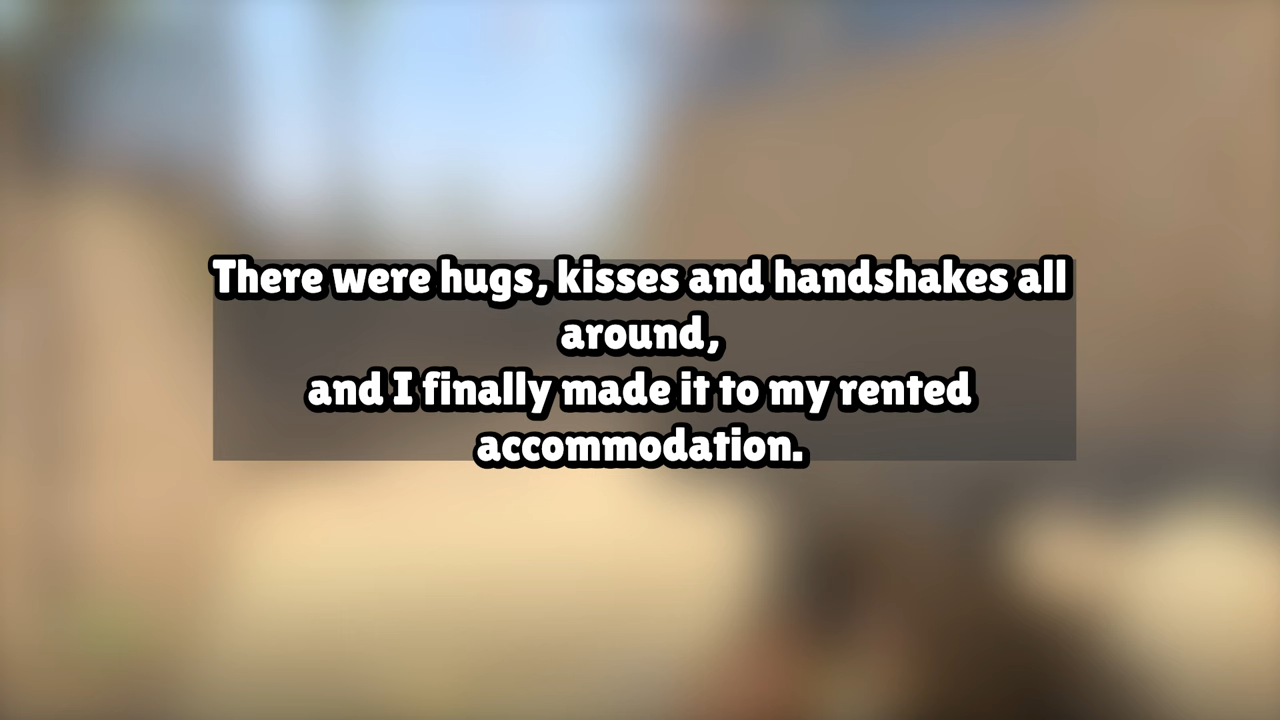 There were hugs, kisses and handshakes all
around,
and I finally made it to my rented
accommodation.